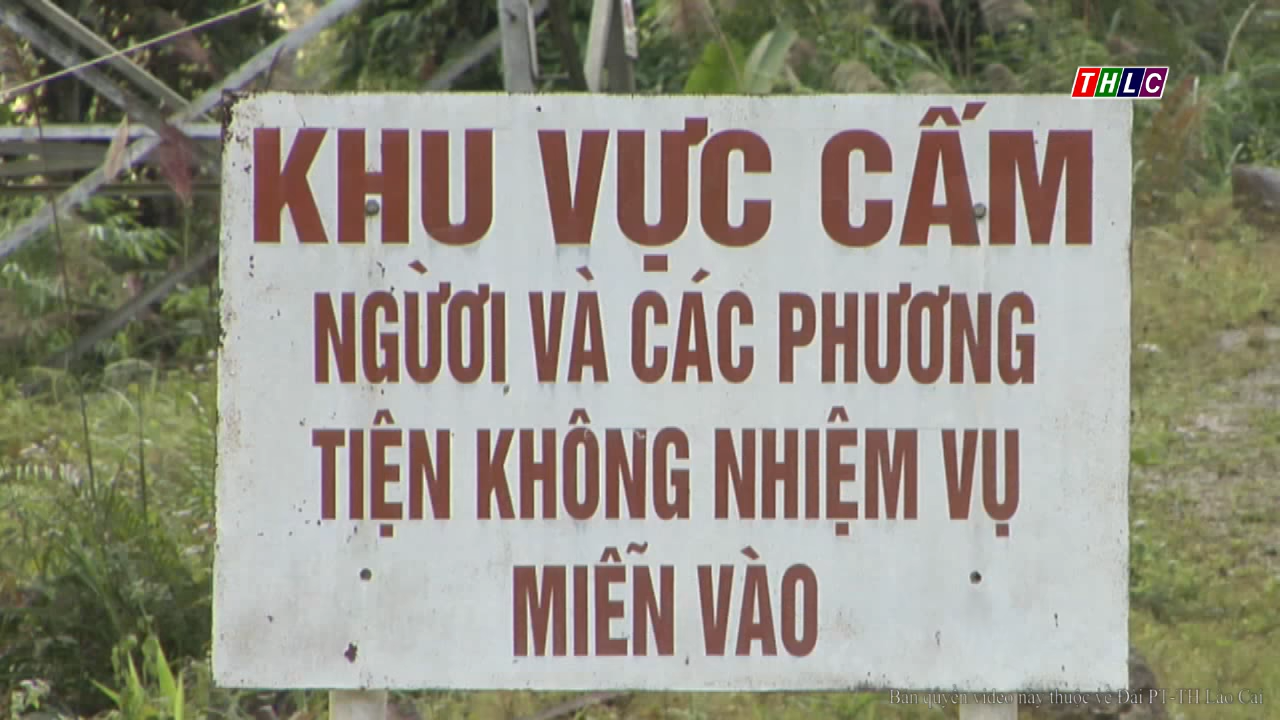 THLC
KHU VỰC CẤM
NGƯỜI VÀ CÁC PHƯƠNG
TIỆN KHÔNG NHIỆM VỤ
MIỄN VÀO
Bản quyền video này thuộc về Đài PT-TH Lào Cai